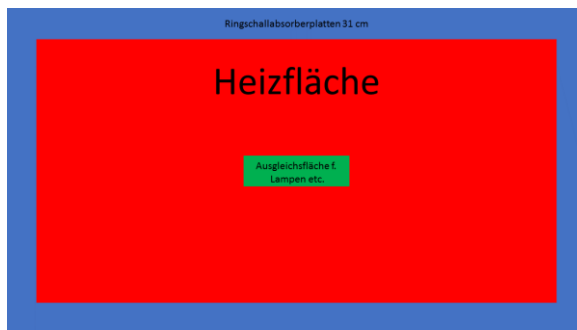 Ringschallabsorberplatten 31 cm
Heizfläche
Ausgleichsfläche f.
Lampen etc.